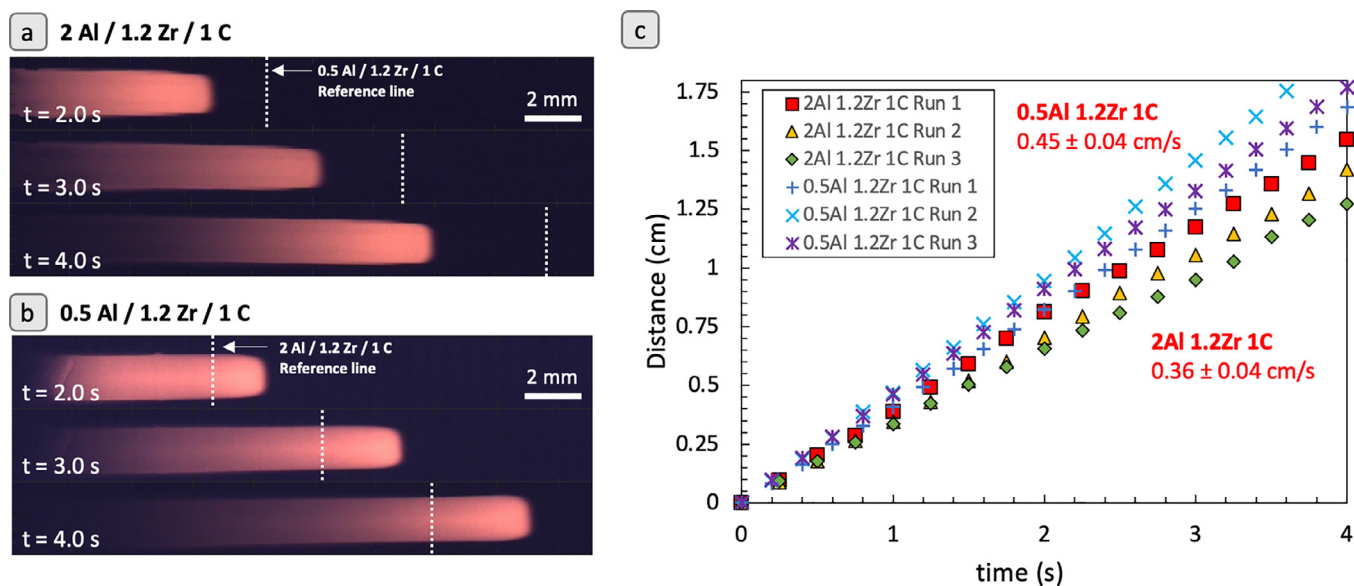 a 2 Al / 1.2 Zr / 1 C
0.5 Al / 1.2 Zr / 1 C
Reference line
2 mm
t = 2.0 s
t = 3.0 s
t = 4.0 s
b 0.5 Al / 1.2 Zr / 1 C
2 Al / 1.2 Zr / 1 C
Reference line
2 mm
t = 2.0 s
t = 3.0 s
t = 4.0 s
c
Distance (cm)
1.75
1.5
1.25
1
0.75
0.5
0.25
0
2Al 1.2Zr 1C Run 1
2Al 1.2Zr 1C Run 2
2Al 1.2Zr 1C Run 3
0.5Al 1.2Zr 1C Run 1
0.5Al 1.2Zr 1C Run 2
0.5Al 1.2Zr 1C Run 3
0.5Al 1.2Zr 1C
0.45 ± 0.04 cm/s
2Al 1.2Zr 1C
0.36 ± 0.04 cm/s
0 1 2 3 4
time (s)